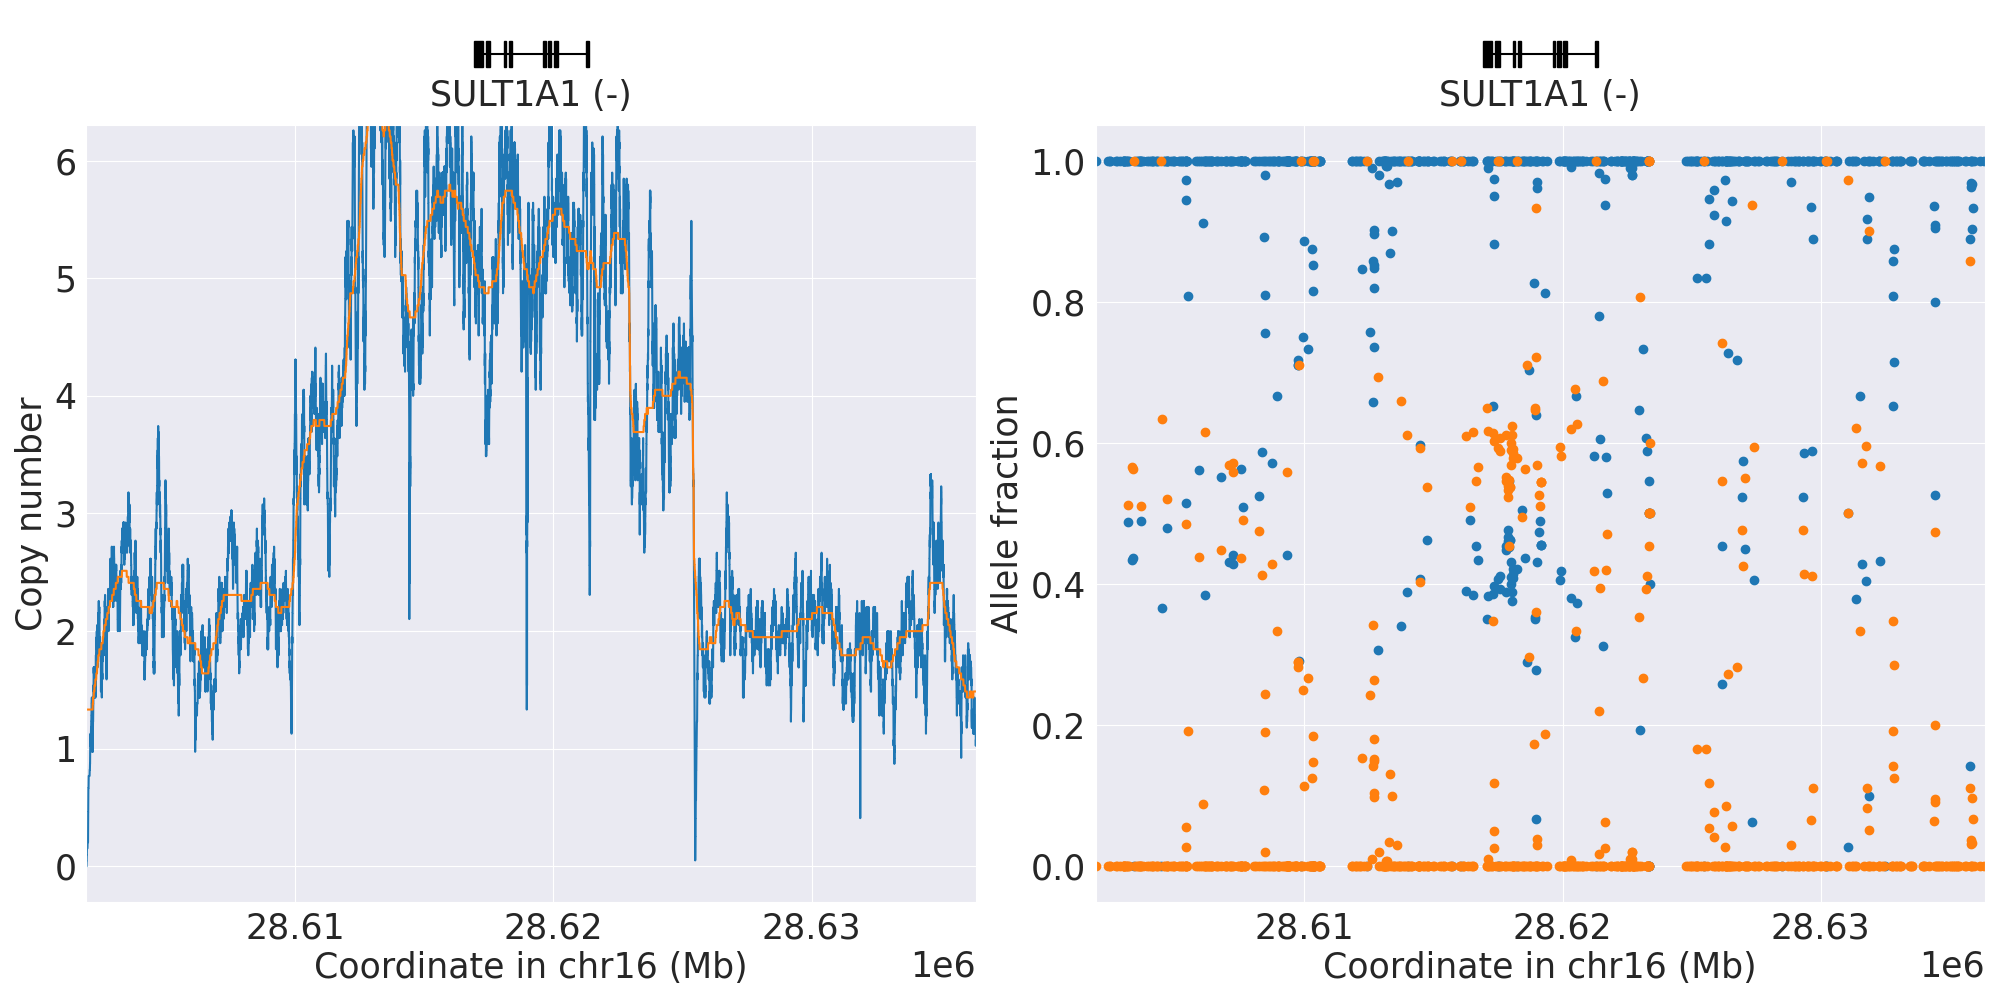 SULT1A1 (-)
Copy number
6
5
4
3
2
1
0
28.61
28.62
28.63
Coordinate in chr16 (Mb)
1e6
SULT1A1 (-)
Allele fraction
1.0
0.8
0.6
0.4
0.2
0.0
28.61
28.62
28.63
Coordinate in chr16 (Mb)
1e6